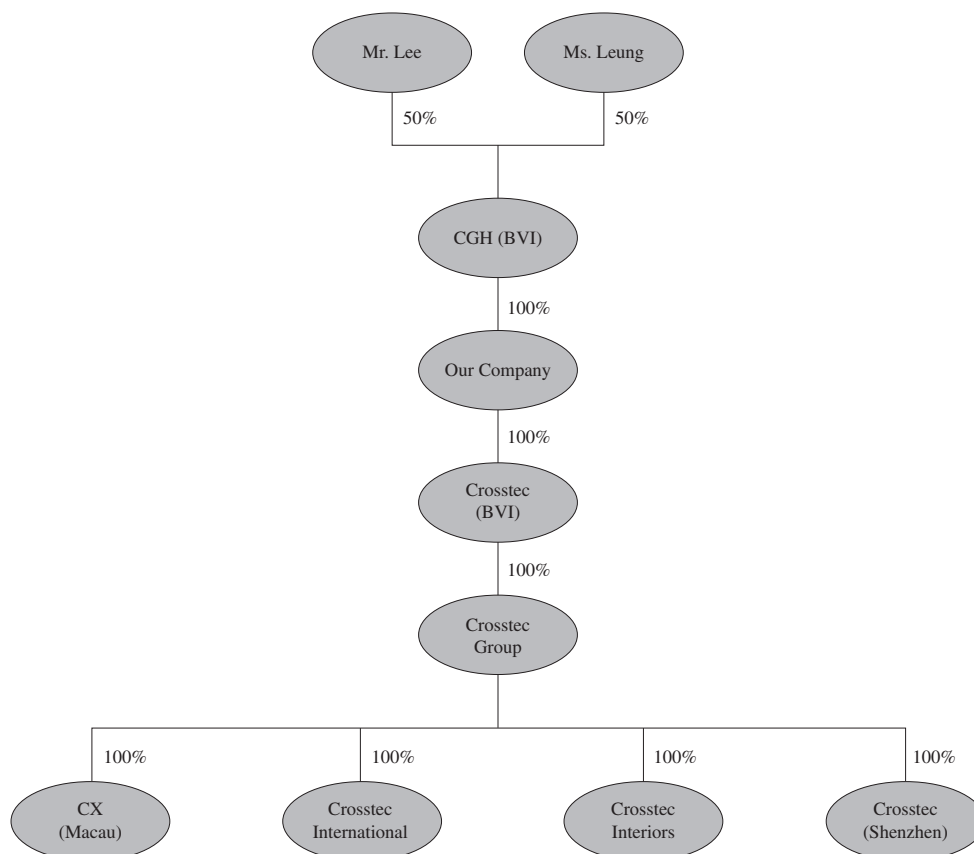 Mr. Lee
Ms. Leung
50%
50%
CGH (BVI)
100%
Our Company
100%
Crosstec
(BVI)
100%
Crosstec
Group
100%
100%
100%
100%
CX
(Macau)
Crosstec
International
Crosstec
Interiors
Crosstec
(Shenzhen)